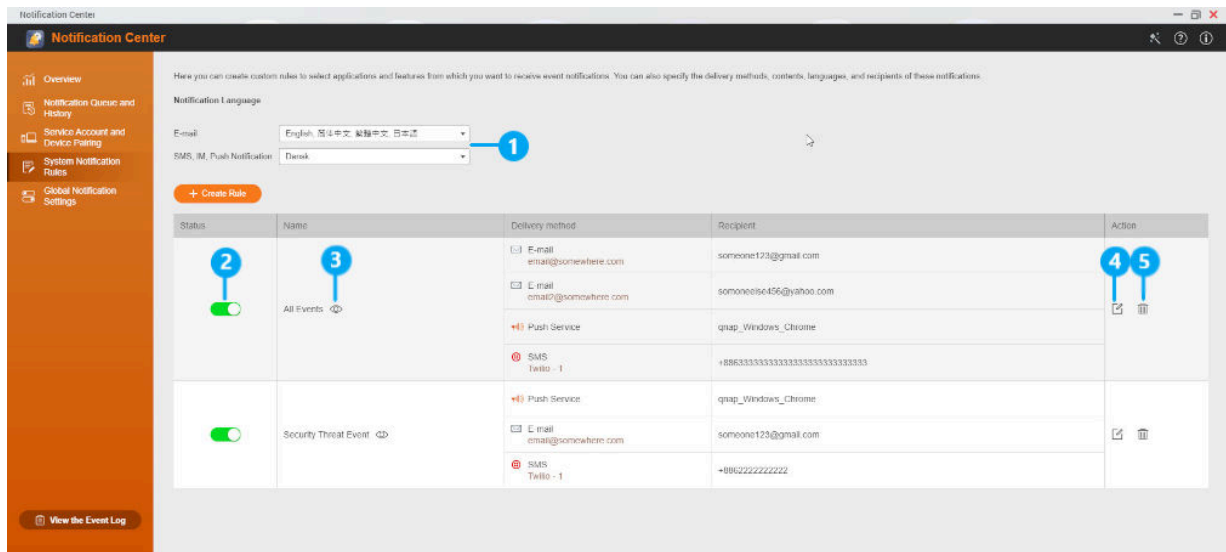 Notification Center
Notification Center
Overview
Notification Queue and
History
Service Account and
Device Pairing
System Notification
Rules
Global Notification
Settings
View the Event Log
Here you can create custom rules to select applications and features from which you want to receive event notifications. You can also specify the delivery methods, contents, languages, and recipients of these notifications.
Notification Language
E-mail English, 简体中文, 繁體中文, 日本語
1
SMS, IM, Push Notification Dansk
+ Create Rule
Status Name Delivery method Recipient Action
2 3 4 5
All Events
E-mail
email@somewhere.com
someone123@gmail.com
E-mail
email2@somewhere.com
somoneelse456@yahoo.com
Push Service qnap_Windows_Chrome
SMS
Twilio - 1
Security Threat Event
Push Service qnap_Windows_Chrome
E-mail
email@somewhere.com
someone123@gmail.com
SMS
Twilio - 1
+8862222222222